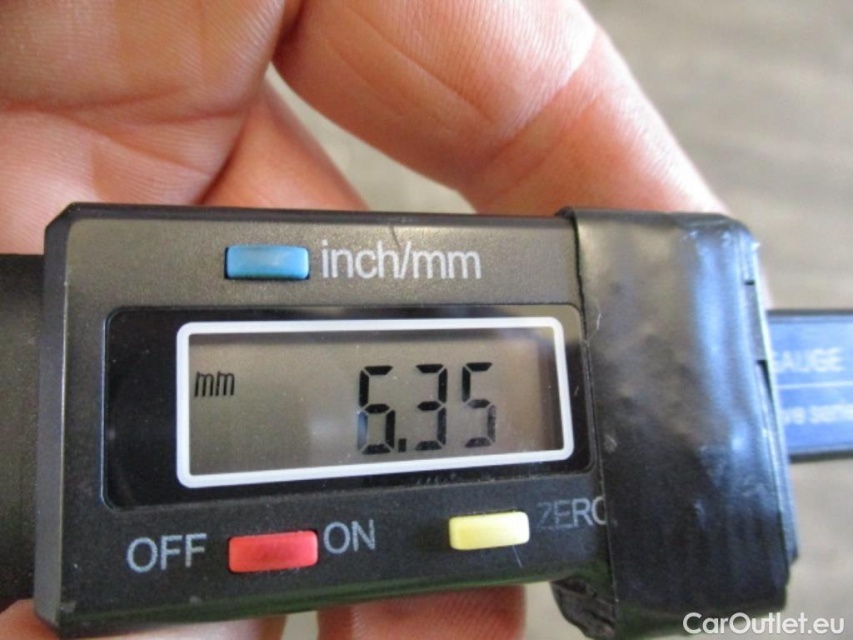 inch/mm
mm
6.35
OFF ON
ZERO
GAUGE
CarOutlet.eu